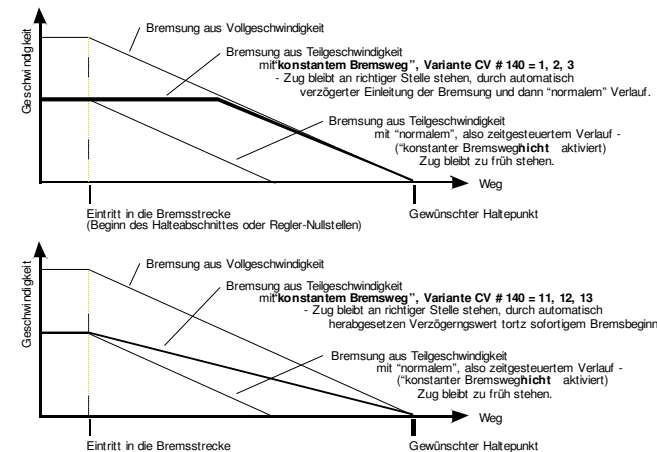 Geschwindigkeit
Bremsung aus Vollgeschwindigkeit
Bremsung aus Teilgeschwindigkeit
mit“konstantem Bremsweg”, Variante CV # 140 = 1, 2, 3
- Zug bleibt an richtiger Stelle stehen, durch automatisch
verzögerter Einleitung der Bremsung und dann “normalem” Verlauf.
Bremsung aus Teilgeschwindigkeit
mit “normalem”, also zeitgesteuertem Verlauf -
(“konstanter Bremsweg nicht aktiviert)
Zug bleibt zu früh stehen.
Weg
Eintritt in die Bremsstrecke
(Beginn des Halteabschnittes oder Regler-Nullstellen)
Gewünschter Haltepunkt
Geschwindigkeit
Bremsung aus Vollgeschwindigkeit
Bremsung aus Teilgeschwindigkeit
mit“konstantem Bremsweg”, Variante CV # 140 = 11, 12, 13
- Zug bleibt an richtiger Stelle stehen, durch automatisch
herabgesetzen Verzögerngswert tortz sofortigem Bremsbeginn
Bremsung aus Teilgeschwindigkeit
mit “normalem”, also zeitgesteuertem Verlauf -
(“konstanter Bremsweg nicht aktiviert)
Zug bleibt zu früh stehen.
Weg
Eintritt in die Bremsstrecke
Gewünschter Haltepunkt